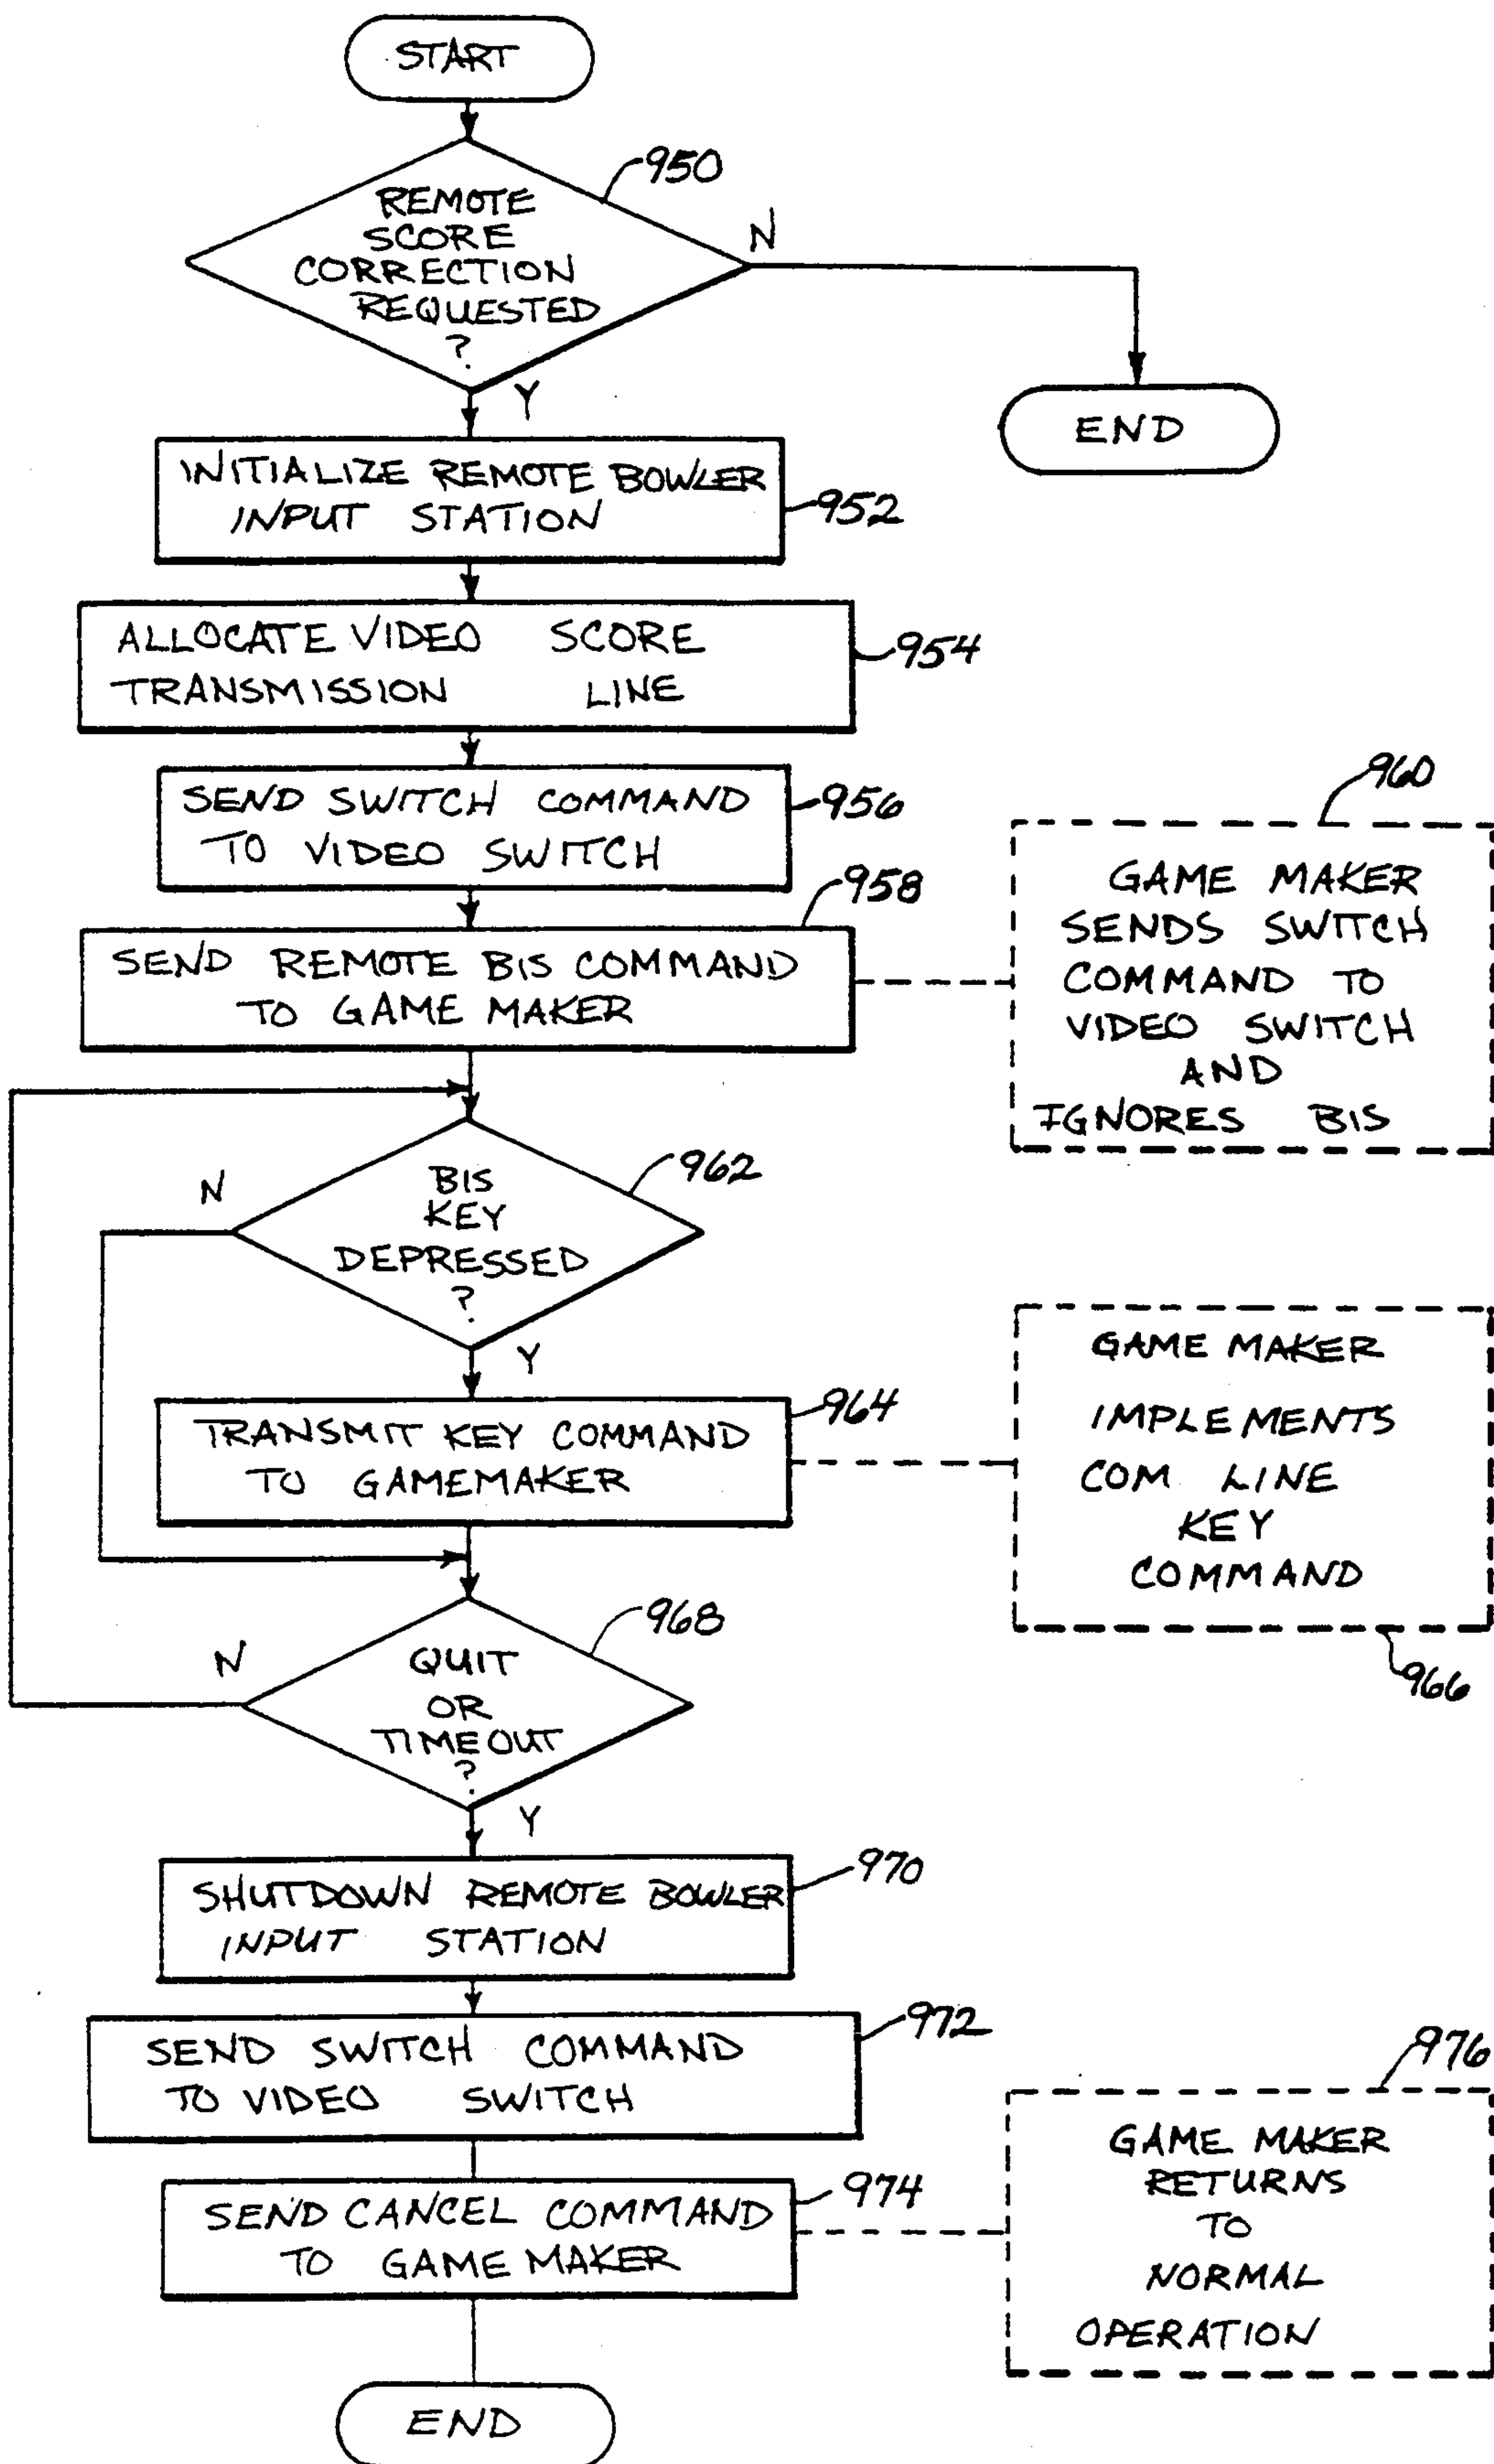 START
950
REMOTE
SCORE
CORRECTION
REQUESTED
?
N
Y
END
INITIALIZE REMOTE BOWLER
INPUT STATION
952
ALLOCATE VIDEO SCORE
TRANSMISSION LINE
954
SEND SWITCH COMMAND
TO VIDEO SWITCH
956
SEND REMOTE BIS COMMAND
TO GAME MAKER
958
960
GAME MAKER
SENDS SWITCH
COMMAND TO
VIDEO SWITCH
AND
IGNORES BIS
BIS
KEY
DEPRESSED
?
962
N
Y
TRANSMIT KEY COMMAND
TO GAMEMAKER
964
GAME MAKER
IMPLEMENTS
COM LINE
KEY
COMMAND
966
QUIT
OR
TIMEOUT
?
968
N
Y
SHUTDOWN REMOTE BOWLER
INPUT STATION
970
SEND SWITCH COMMAND
TO VIDEO SWITCH
972
SEND CANCEL COMMAND
TO GAME MAKER
974
976
GAME MAKER
RETURNS
TO
NORMAL
OPERATION
END